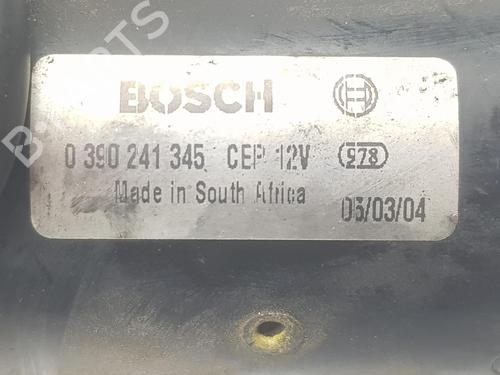 BOSCH
0 390 241 345 CEP 12V 278
Made in South Africa 05/03/04